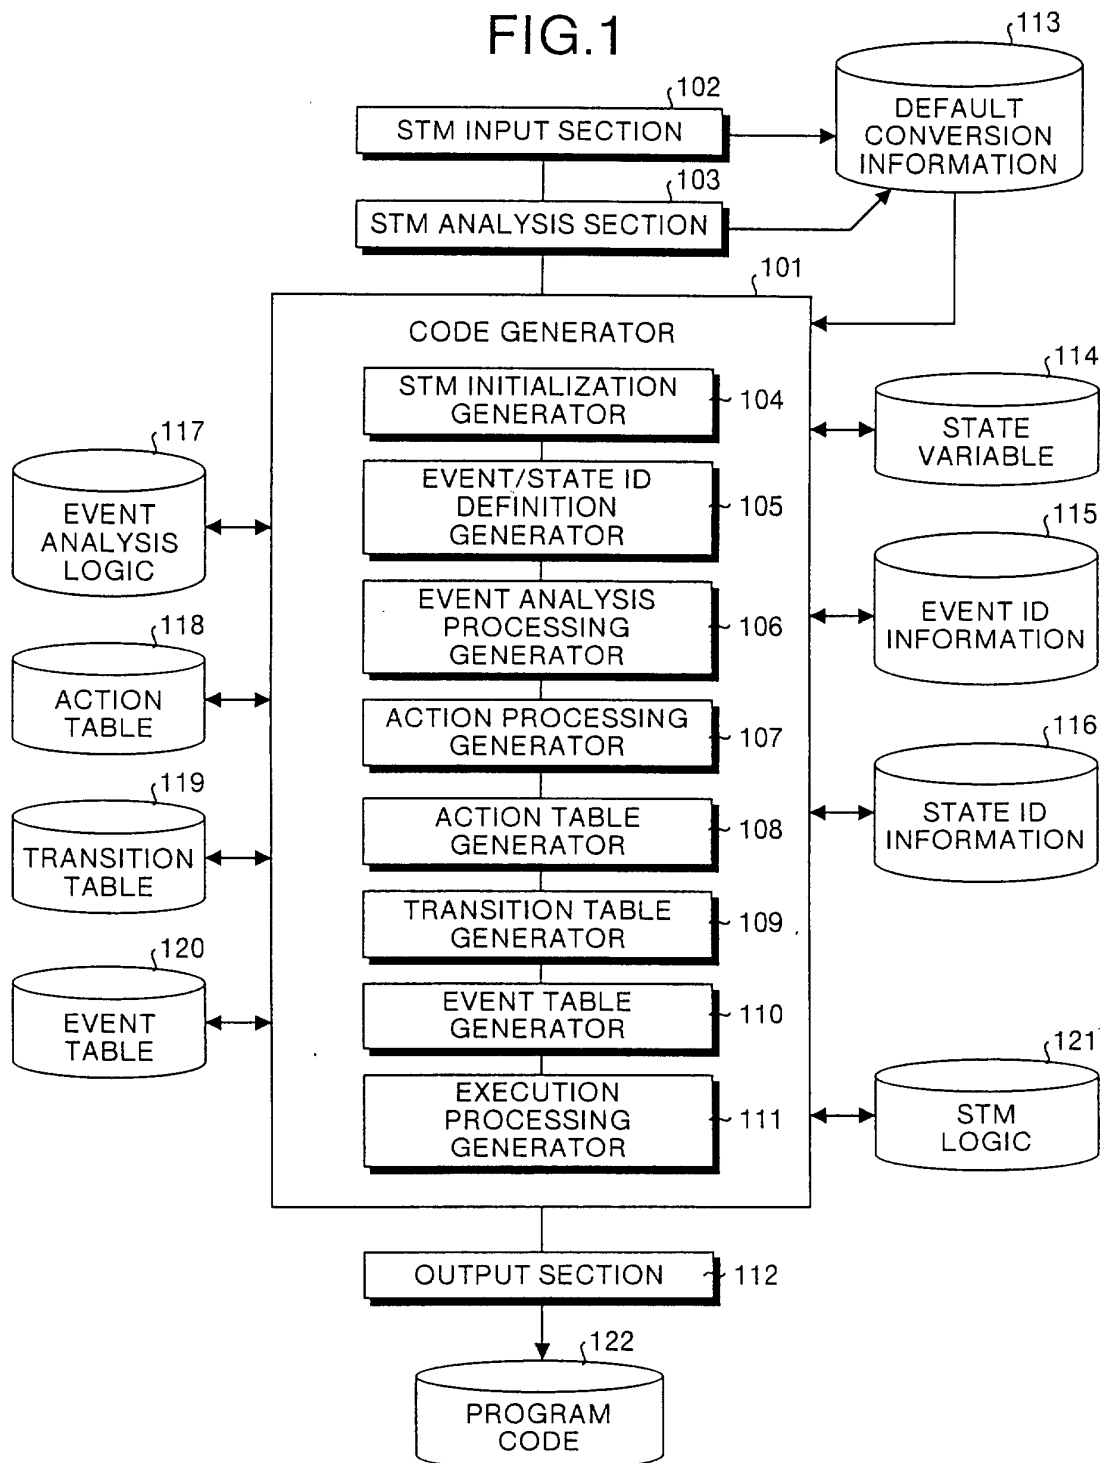 FIG.1
113
102
STM INPUT SECTION
DEFAULT
CONVERSION
INFORMATION
103
STM ANALYSIS SECTION
101
CODE GENERATOR
STM INITIALIZATION
GENERATOR
104
114
STATE
VARIABLE
117
EVENT
ANALYSIS
LOGIC
EVENT/STATE ID
DEFINITION
GENERATOR
105
115
EVENT ID
INFORMATION
EVENT ANALYSIS
PROCESSING
GENERATOR
106
118
ACTION
TABLE
ACTION PROCESSING
GENERATOR
107
116
STATE ID
INFORMATION
119
TRANSITION
TABLE
ACTION TABLE
GENERATOR
108
TRANSITION TABLE
GENERATOR
109
120
EVENT
TABLE
EVENT TABLE
GENERATOR
110
121
STM
LOGIC
EXECUTION
PROCESSING
GENERATOR
111
OUTPUT SECTION
112
122
PROGRAM
CODE